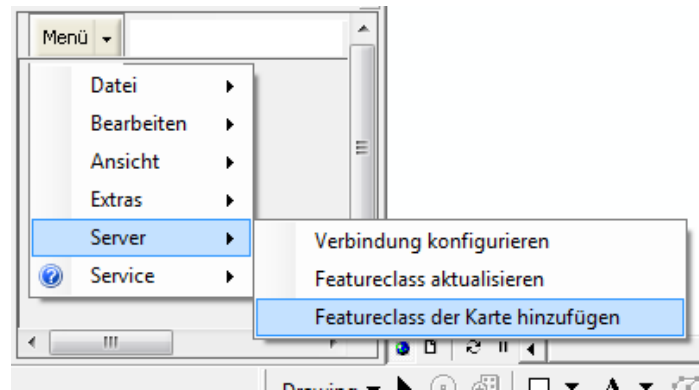 Menü
Datei
Bearbeiten
Ansicht
Extras
Server
Service
Verbindung konfigurieren
Featureclass aktualisieren
Featureclass der Karte hinzufügen
Drawing
A